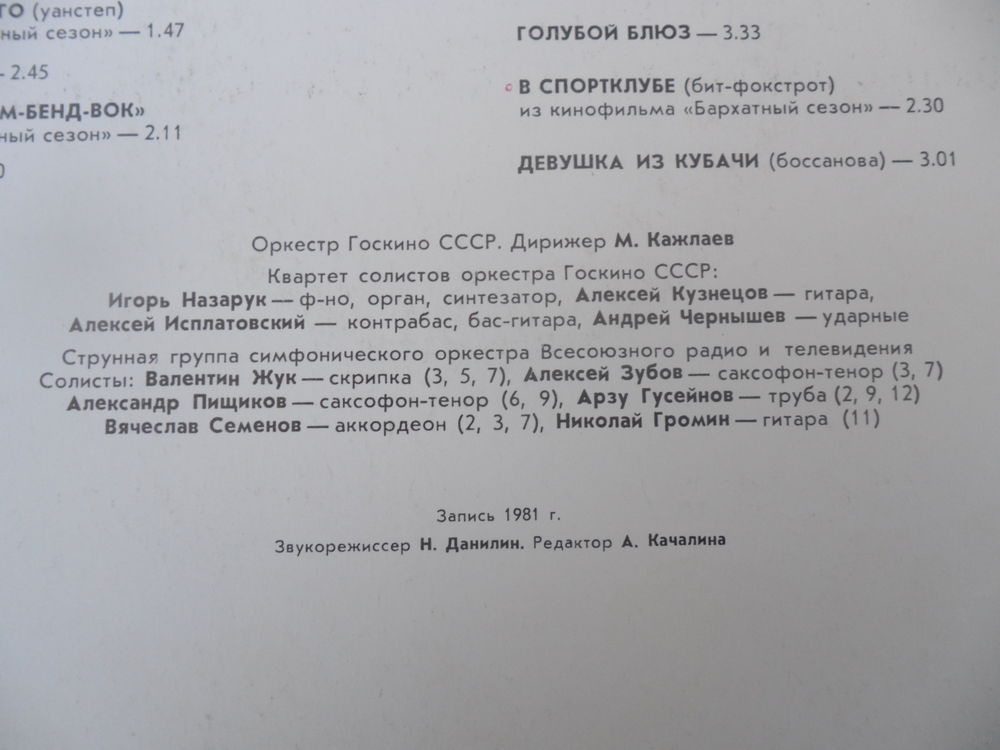 ТО (уанстеп)
ный сезон» — 1.47
- 2.45
М-БЕНД-ВОК»
ный сезон» — 2.11
0
ГОЛУБОЙ БЛЮЗ — 3.33
В СПОРТКЛУБЕ (бит-фокстрот)
из кинофильма «Бархатный сезон» — 2.30
ДЕВУШКА ИЗ КУБАЧИ (боссанова) — 3.01
Оркестр Госкино СССР. Дирижер М. Кажлаев
Квартет солистов оркестра Госкино СССР:
Игорь Назарук — ф-но, орган, синтезатор, Алексей Кузнецов — гитара,
Алексей Исплатовский — контрабас, бас-гитара, Андрей Чернышев — ударные
Струнная группа симфонического оркестра Всесоюзного радио и телевидения
Солисты: Валентин Жук — скрипка (3, 5, 7), Алексей Зубов — саксофон-тенор (3, 7)
Александр Пищиков — саксофон-тенор (6, 9), Арзу Гусейнов — труба (2, 9, 12)
Вячеслав Семенов — аккордеон (2, 3, 7), Николай Громин — гитара (11)
Запись 1981 г.
Звукорежиссер Н. Данилин. Редактор А. Качалина